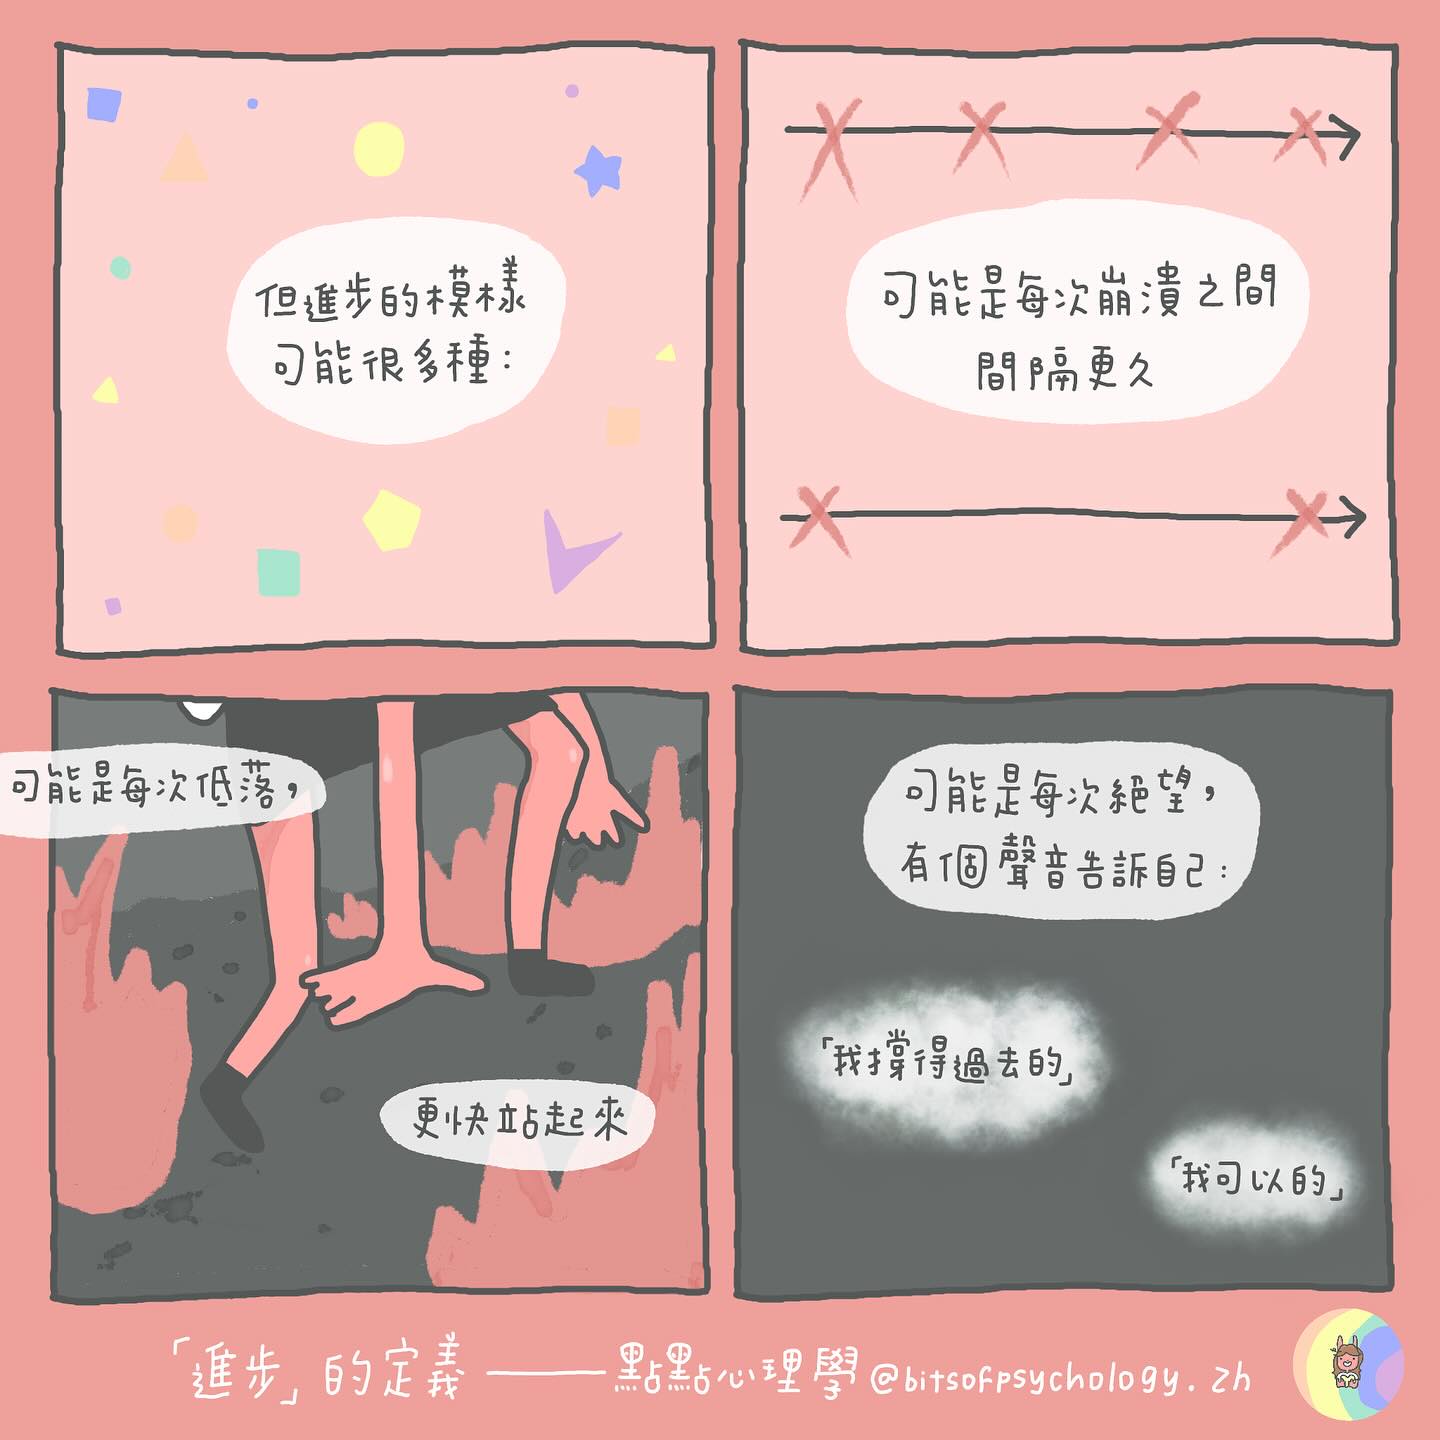 但進步的模樣
可能很多種：
可能是每次崩潰之間
間隔更久
可能是每次低落，
更快站起來
可能是每次絕望，
有個聲音告訴自己：
「我撐得過去的」
「我可以的」
「進步」的定義——點點心理學@bitsofpsychology.zh